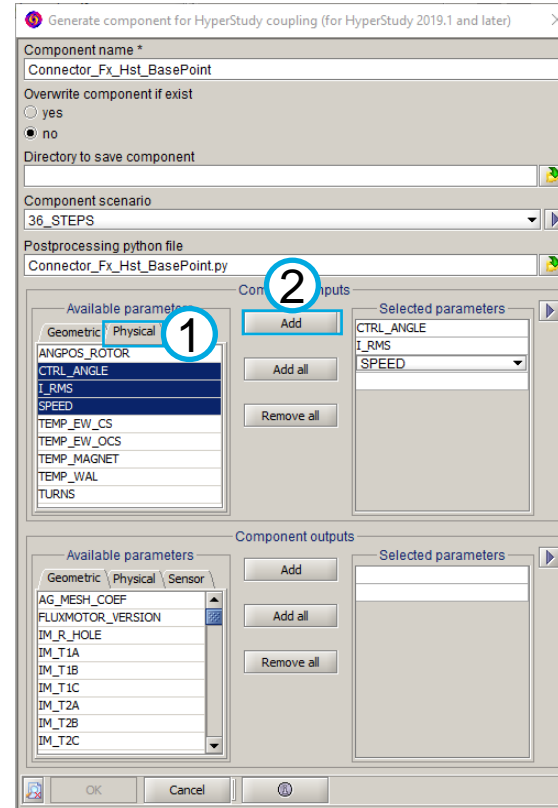 Generate component for HyperStudy coupling (for HyperStudy 2019.1 and later)
Component name *
Connector_Fx_Hst_BasePoint
Overwrite component if exist
yes
no
Directory to save component
Component scenario
36_STEPS
Postprocessing python file
Connector_Fx_Hst_BasePoint.py
2
Available parameters
Geometric Physical
1
ANGPOS_ROTOR
CTRL_ANGLE
I_RMS
SPEED
TEMP_EW_CS
TEMP_EW_OCS
TEMP_MAGNET
TEMP_WAL
TURNS
Add
Add all
Remove all
Selected parameters
CTRL_ANGLE
I_RMS
SPEED
Component outputs
Available parameters
Geometric Physical Sensor
AG_MESH_COEF
FLUXMOTOR_VERSION
IM_R_HOLE
IM_T1A
IM_T1B
IM_T1C
IM_T2A
IM_T2B
IM_T2C
Add
Add all
Remove all
Selected parameters
OK
Cancel